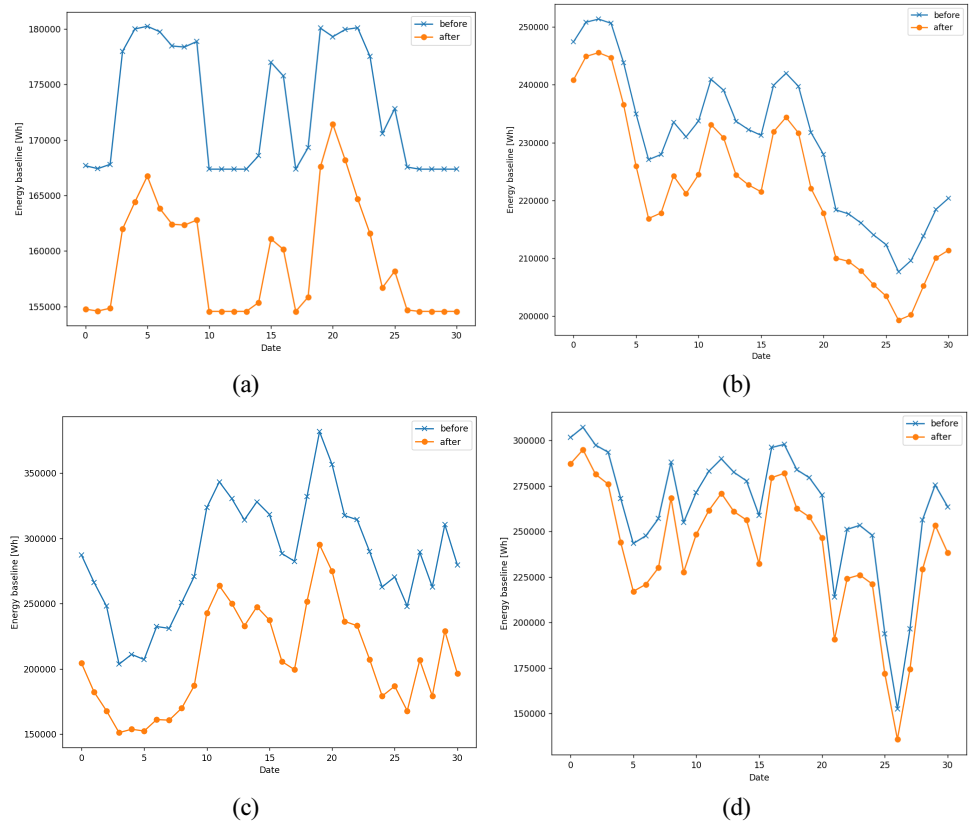 before
after
180000
175000
170000
165000
160000
155000
Energy baseline [Wh]
0 5 10 15 20 25 30
Date
(a)
before
after
250000
240000
230000
220000
210000
200000
Energy baseline [Wh]
0 5 10 15 20 25 30
Date
(b)
before
after
350000
300000
250000
200000
150000
Energy baseline [Wh]
0 5 10 15 20 25 30
Date
(c)
before
after
300000
275000
250000
225000
200000
175000
150000
Energy baseline [Wh]
0 5 10 15 20 25 30
Date
(d)